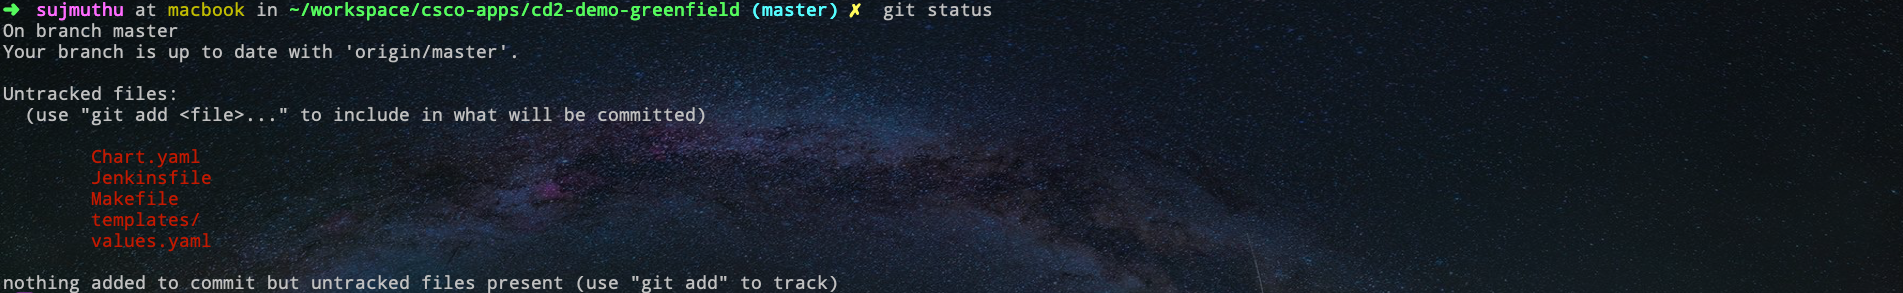 ➜ sujmuthu at macbook in ~/workspace/csco-apps/cd2-demo-greenfield (master) ✗ git status
On branch master
Your branch is up to date with 'origin/master'.
Untracked files:
(use "git add <file>..." to include in what will be committed)
Chart.yaml
Jenkinsfile
Makefile
templates/
values.yaml
nothing added to commit but untracked files present (use "git add" to track)